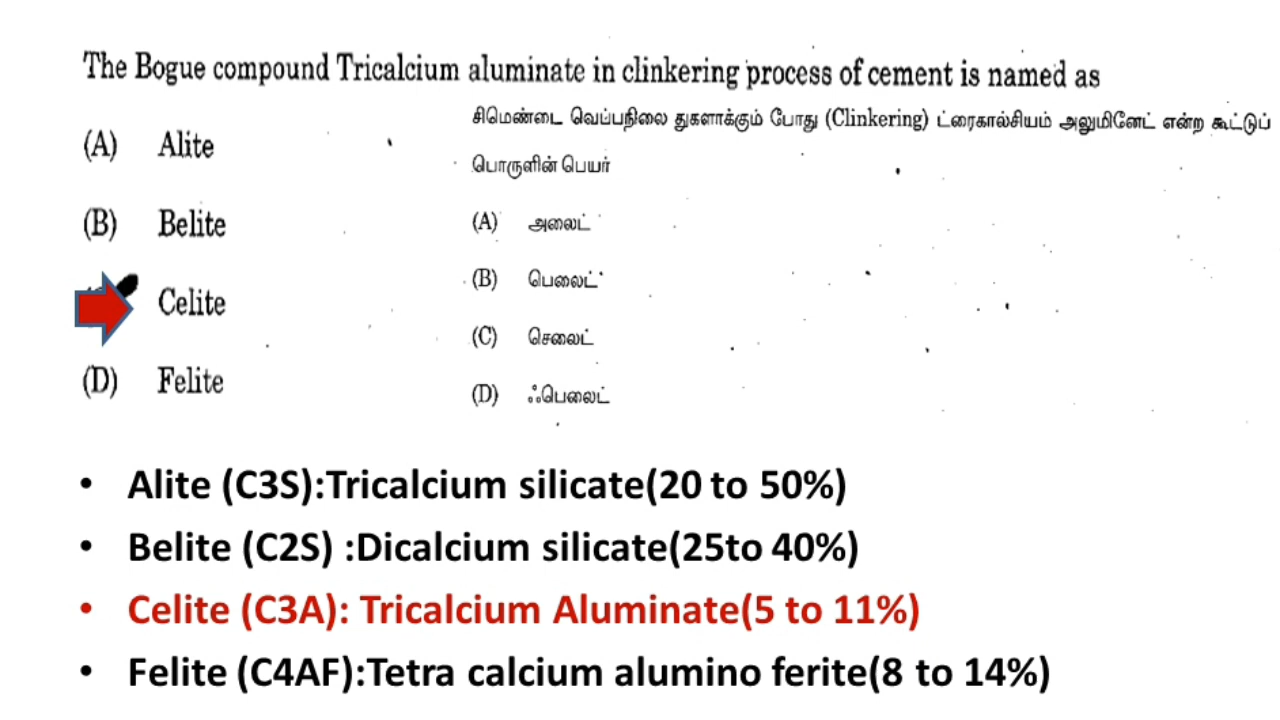 The Bogue compound Tricalcium aluminate in clinkering process of cement is named as
சிமெண்டை வெப்பநிலை துகளாக்கும் போது (Clinkering) ட்ரைகால்சியம் அலுமினேட் என்ற கூட்டுப்
பொருளின் பெயர்
(A) Alite
(B) Belite
Celite
(D) Felite
(A) அலைட்
(B) பெலைட்
(C) செலைட்
(D) ஃபெலைட்
• Alite (C3S):Tricalcium silicate(20 to 50%)
• Belite (C2S) :Dicalcium silicate(25to 40%)
• Celite (C3A): Tricalcium Aluminate(5 to 11%)
• Felite (C4AF):Tetra calcium alumino ferite(8 to 14%)